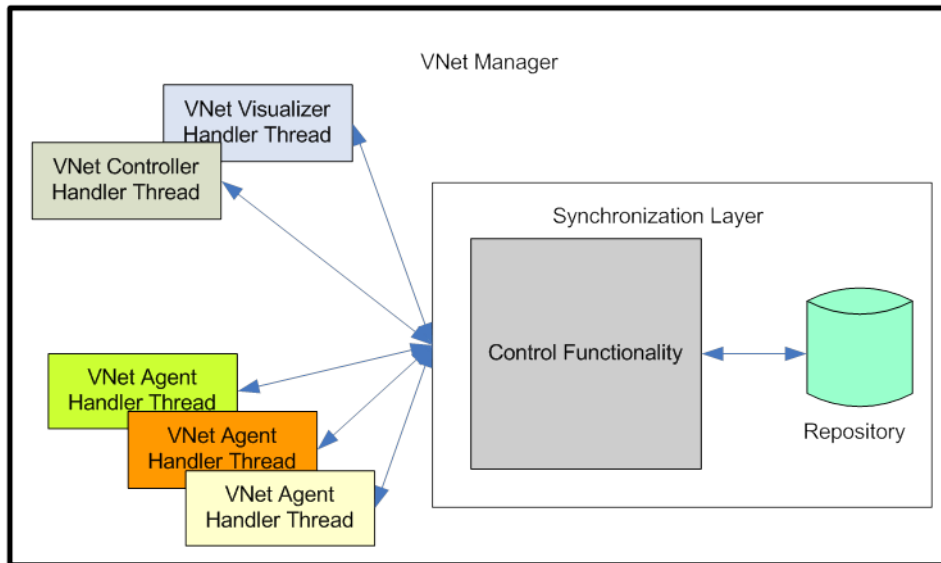 VNet Manager
VNet Visualizer
Handler Thread
VNet Controller
Handler Thread
Synchronization Layer
Control Functionality
Repository
VNet Agent
Handler Thread
VNet Agent
Handler Thread
VNet Agent
Handler Thread